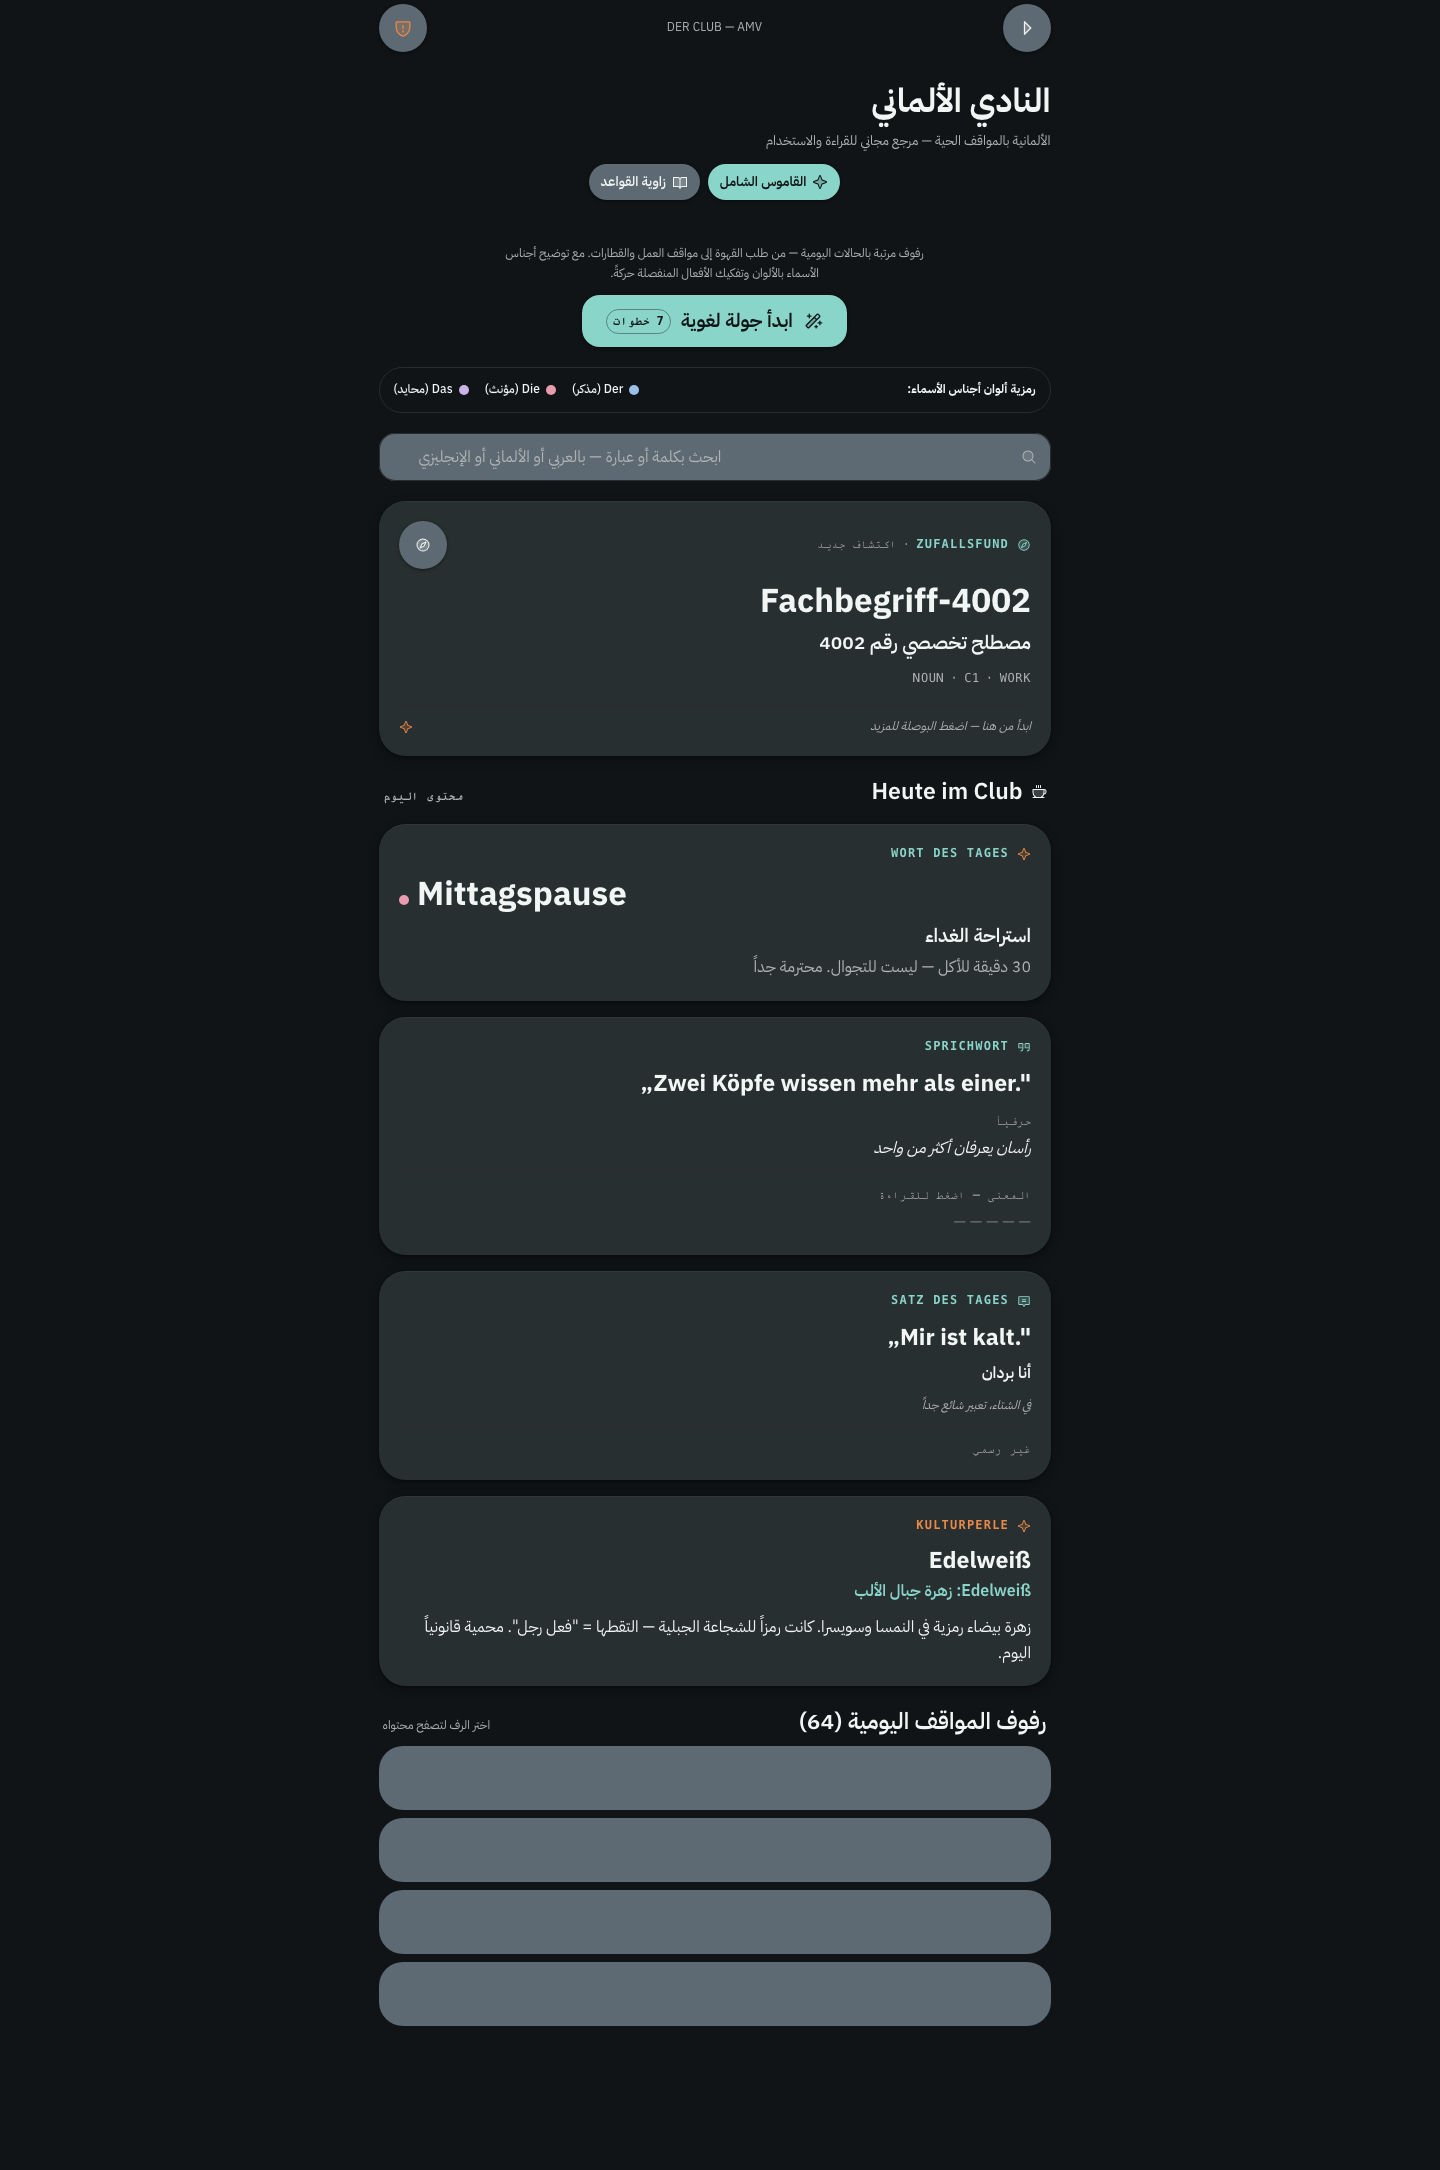 DER CLUB — AMV
النادي الألماني
الألمانية بالمواقف الحية — مرجع مجاني للقراءة والاستخدام
القاموس الشامل
زاوية القواعد
رفوف مرتبة بالحالات اليومية — من طلب القهوة إلى مواقف العمل والقطارات. مع توضيح أجناس
الأسماء بالألوان وتفكيك الأفعال المنفصلة حركةً.
ابدأ جولة لغوية 7 خطوات
رمزية ألوان أجناس الأسماء: Der (مذكر) Die (مؤنث) Das (محايد)
ابحث بكلمة أو عبارة — بالعربي أو الألماني أو الإنجليزي
ZUFALLSFUND · اكتشاف جديد
Fachbegriff-4002
مصطلح تخصصي رقم 4002
NOUN · C1 · WORK
ابدأ من هنا — اضغط البوصلة للمزيد
Heute im Club
محتوى اليوم
WORT DES TAGES
Mittagspause
استراحة الغداء
30 دقيقة للأكل — ليست للتجوال. محترمة جداً
SPRICHWORT
„Zwei Köpfe wissen mehr als einer."
حرفياً
رأسان يعرفان أكثر من واحد
المعنى — اضغط للقراءة
— — — — —
SATZ DES TAGES
„Mir ist kalt."
أنا بردان
في الشتاء، تعبير شائع جداً
غير رسمي
KULTURPERLE
Edelweiß
Edelweiß: زهرة جبال الألب
زهرة بيضاء رمزية في النمسا وسويسرا. كانت رمزاً للشجاعة الجبلية — التقطها = "فعل رجل". محمية قانونياً
اليوم.
رفوف المواقف اليومية (64)
اختر الرف لتصفح محتواه